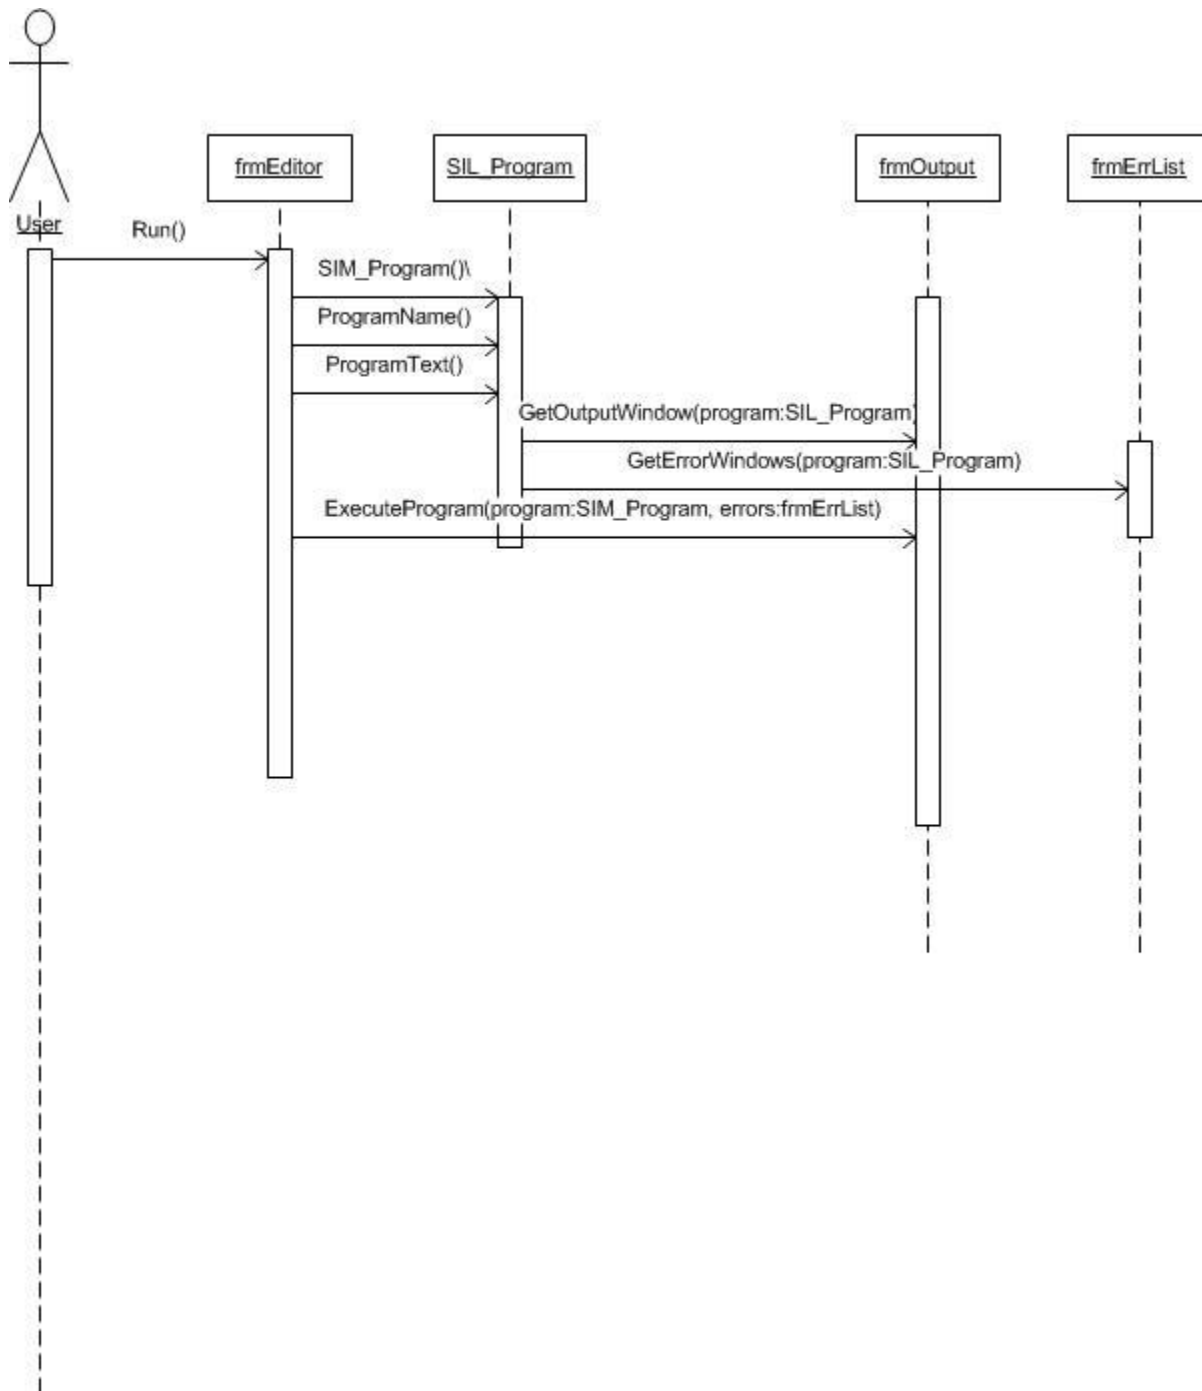 frmEditor
SIL_Program
frmOutput
frmErrList
User
Run()
SIM_Program()\
ProgramName()
ProgramText()
GetOutputWindow(program:SIL_Program)
GetErrorWindows(program:SIL_Program)
ExecuteProgram(program:SIM_Program, errors:frmErrList)